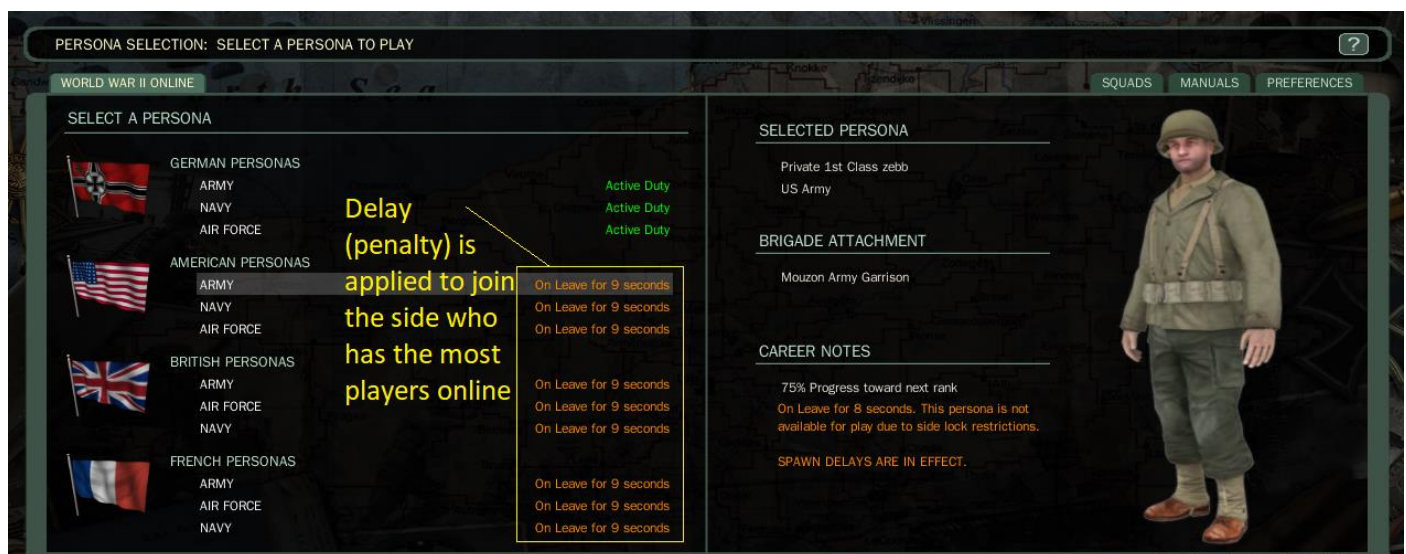 PERSONA SELECTION: SELECT A PERSONA TO PLAY
?
WORLD WAR II ONLINE
SQUADS
MANUALS
PREFERENCES
SELECT A PERSONA
GERMAN PERSONAS
ARMY Active Duty
NAVY Active Duty
AIR FORCE Active Duty
AMERICAN PERSONAS
ARMY On Leave for 9 seconds
NAVY On Leave for 9 seconds
AIR FORCE On Leave for 9 seconds
BRITISH PERSONAS
ARMY On Leave for 9 seconds
AIR FORCE On Leave for 9 seconds
NAVY On Leave for 9 seconds
FRENCH PERSONAS
ARMY On Leave for 9 seconds
AIR FORCE On Leave for 9 seconds
NAVY On Leave for 9 seconds
Delay
(penalty) is
applied to join
the side who
has the most
players online
SELECTED PERSONA
Private 1st Class zebb
US Army
BRIGADE ATTACHMENT
Mouzon Army Garrison
CAREER NOTES
75% Progress toward next rank
On Leave for 8 seconds. This persona is not
available for play due to side lock restrictions.
SPAWN DELAYS ARE IN EFFECT.